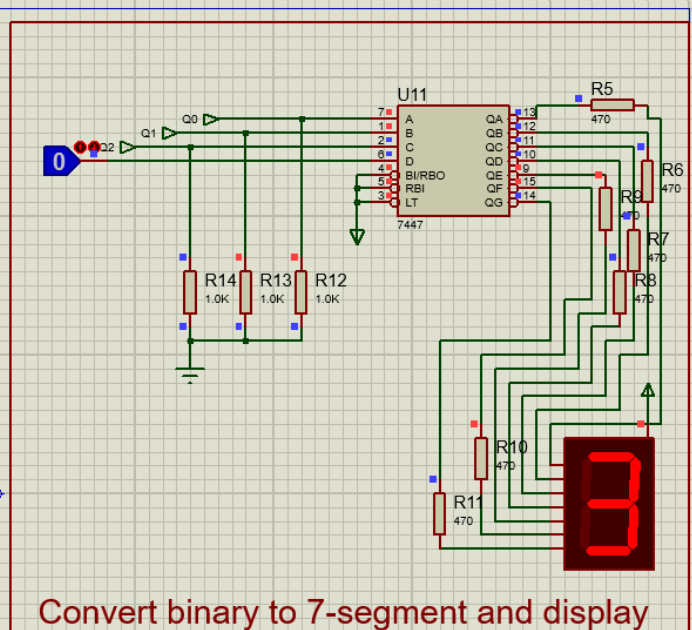 U11
Q0
Q1
Q2
0
7
1
2
6
4
5
3
A
B
C
D
BI/RBO
RBI
LT
QA
QB
QC
QD
QE
QF
QG
13
12
11
10
9
15
14
7447
R5
470
R6
470
R9
470
R7
470
R8
470
R14
1.0K
R13
1.0K
R12
1.0K
R10
470
R11
470
3
Convert binary to 7-segment and display